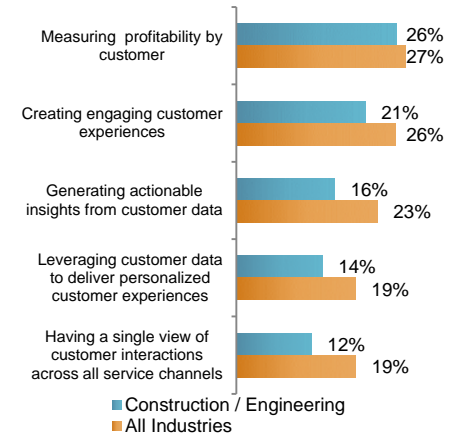 Measuring profitability by
customer
26%
27%
Creating engaging customer
experiences
21%
26%
Generating actionable
insights from customer data
16%
23%
Leveraging customer data
to deliver personalized
customer experiences
14%
19%
Having a single view of
customer interactions
across all service channels
12%
19%
Construction / Engineering
All Industries